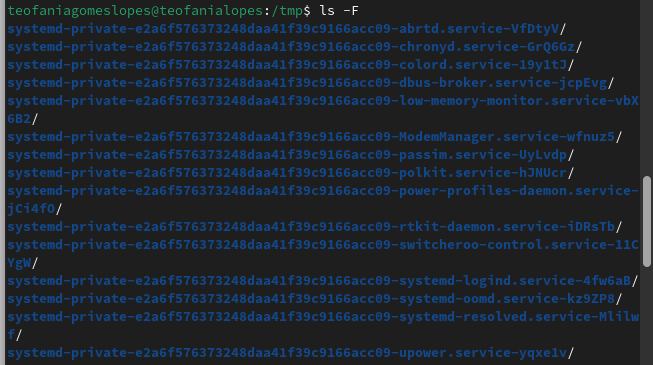 teofaniagomeslopes@teofanialopes:/tmp$ ls -F
systemd-private-e2a6f576373248daa41f39c9166acc09-abrtd.service-VfDtyV/
systemd-private-e2a6f576373248daa41f39c9166acc09-chronyd.service-GrQ6Gz/
systemd-private-e2a6f576373248daa41f39c9166acc09-colord.service-19y1tJ/
systemd-private-e2a6f576373248daa41f39c9166acc09-dbus-broker.service-jcpEvg/
systemd-private-e2a6f576373248daa41f39c9166acc09-low-memory-monitor.service-vbX
6B2/
systemd-private-e2a6f576373248daa41f39c9166acc09-ModemManager.service-wfnuz5/
systemd-private-e2a6f576373248daa41f39c9166acc09-passim.service-UyLvdp/
systemd-private-e2a6f576373248daa41f39c9166acc09-polkit.service-hJNUcr/
systemd-private-e2a6f576373248daa41f39c9166acc09-power-profiles-daemon.service-
jCi4fO/
systemd-private-e2a6f576373248daa41f39c9166acc09-rtkit-daemon.service-iDRsTb/
systemd-private-e2a6f576373248daa41f39c9166acc09-switcheroo-control.service-11C
YgW/
systemd-private-e2a6f576373248daa41f39c9166acc09-systemd-logind.service-4fw6aB/
systemd-private-e2a6f576373248daa41f39c9166acc09-systemd-oomd.service-kz9ZP8/
systemd-private-e2a6f576373248daa41f39c9166acc09-systemd-resolved.service-Mlilw
f/
systemd-private-e2a6f576373248daa41f39c9166acc09-upower.service-yqxe1v/